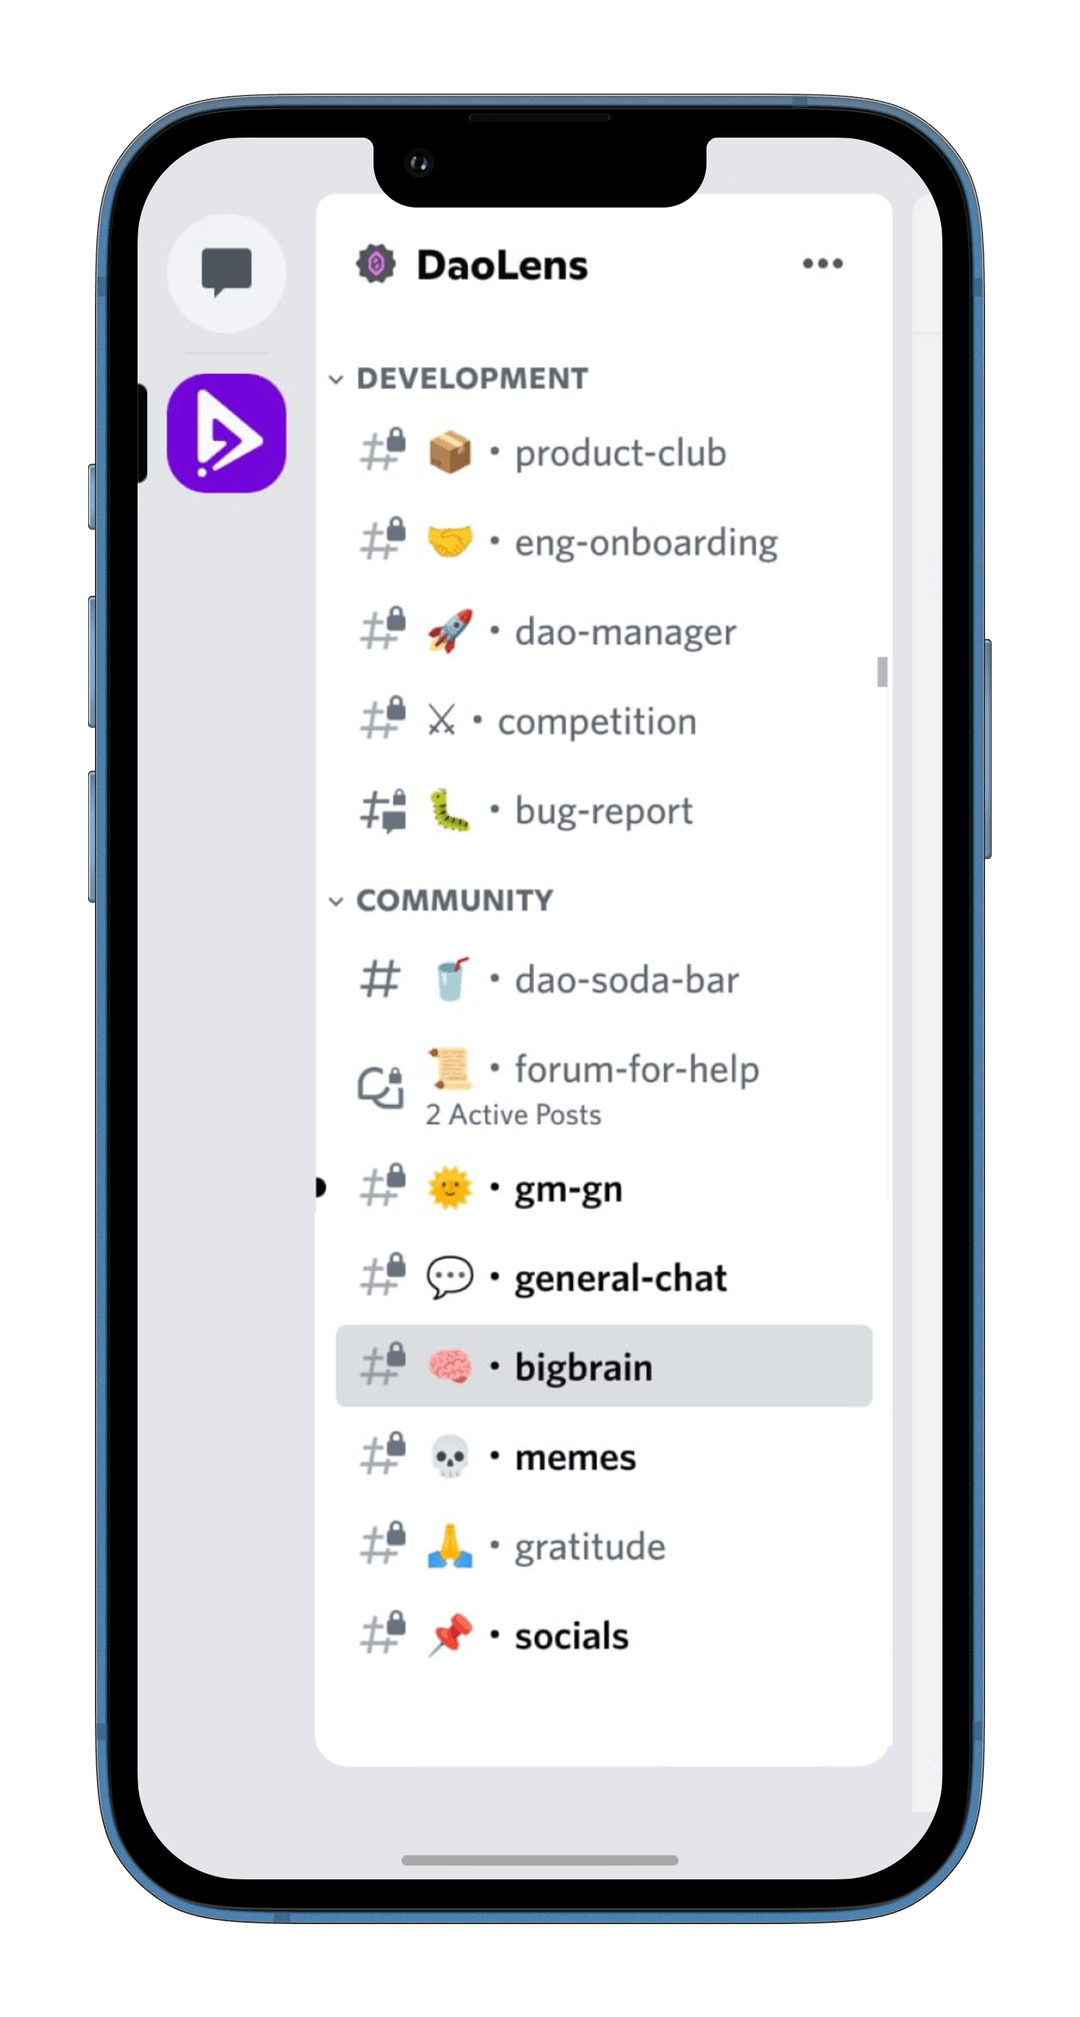 DaoLens
DEVELOPMENT
📦 • product-club
🤝 • eng-onboarding
🚀 • dao-manager
⚔ • competition
🐛 • bug-report
COMMUNITY
🥤 • dao-soda-bar
📜 • forum-for-help
2 Active Posts
🌞 • gm-gn
💬 • general-chat
🧠 • bigbrain
💀 • memes
🙏 • gratitude
📌 • socials